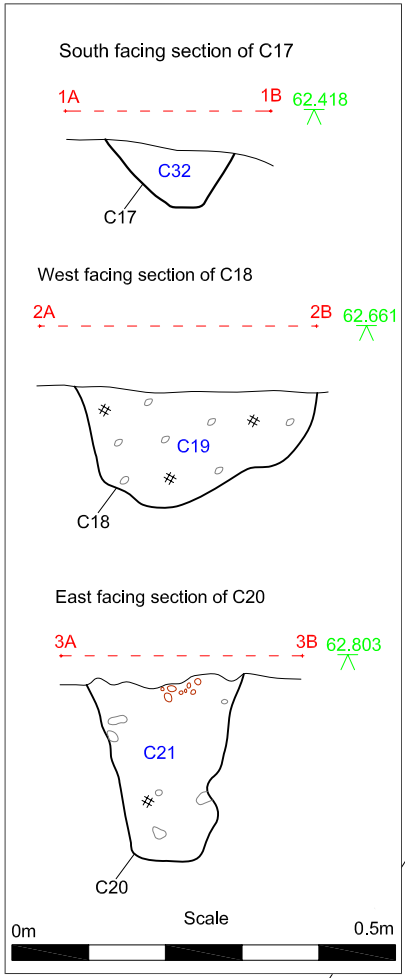 South facing section of C17
1A 1B 62.418
C32
C17
West facing section of C18
2A 2B 62.661
C19
C18
East facing section of C20
3A 3B 62.803
C21
C20
Scale
0m 0.5m